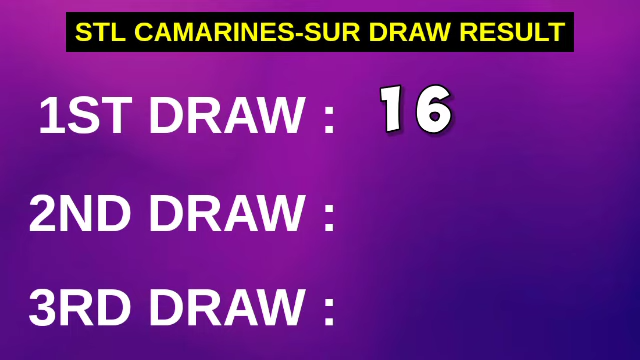 STL CAMARINES-SUR DRAW RESULT
1ST DRAW : 16
2ND DRAW :
3RD DRAW :